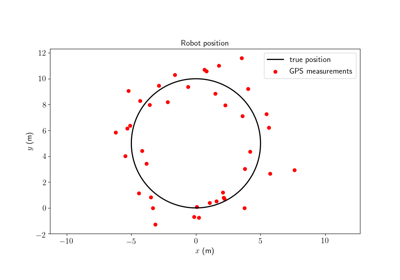 Robot position
true position
GPS measurements
12
10
8
6
4
2
0
−2
y (m)
−10
−5
0
5
10
x (m)